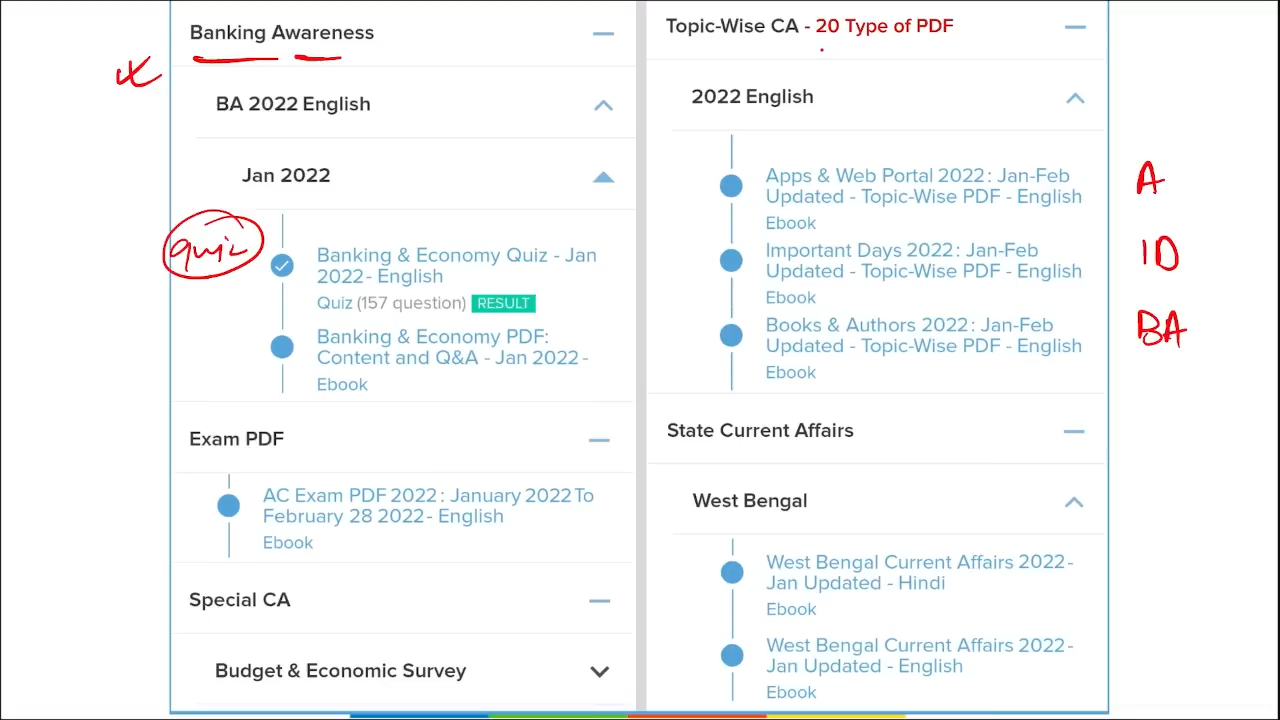 Banking Awareness
BA 2022 English
Jan 2022
quiz
Banking & Economy Quiz - Jan
2022- English
Quiz (157 question) RESULT
Banking & Economy PDF:
Content and Q&A - Jan 2022 -
Ebook
Exam PDF
AC Exam PDF 2022 : January 2022 To
February 28 2022- English
Ebook
Special CA
Budget & Economic Survey
Topic-Wise CA - 20 Type of PDF
2022 English
Apps & Web Portal 2022 : Jan-Feb
Updated - Topic-Wise PDF - English
Ebook
A
Important Days 2022 : Jan-Feb
Updated - Topic-Wise PDF - English
Ebook
ID
Books & Authors 2022 : Jan-Feb
Updated - Topic-Wise PDF - English
Ebook
BA
State Current Affairs
West Bengal
West Bengal Current Affairs 2022-
Jan Updated - Hindi
Ebook
West Bengal Current Affairs 2022-
Jan Updated - English
Ebook